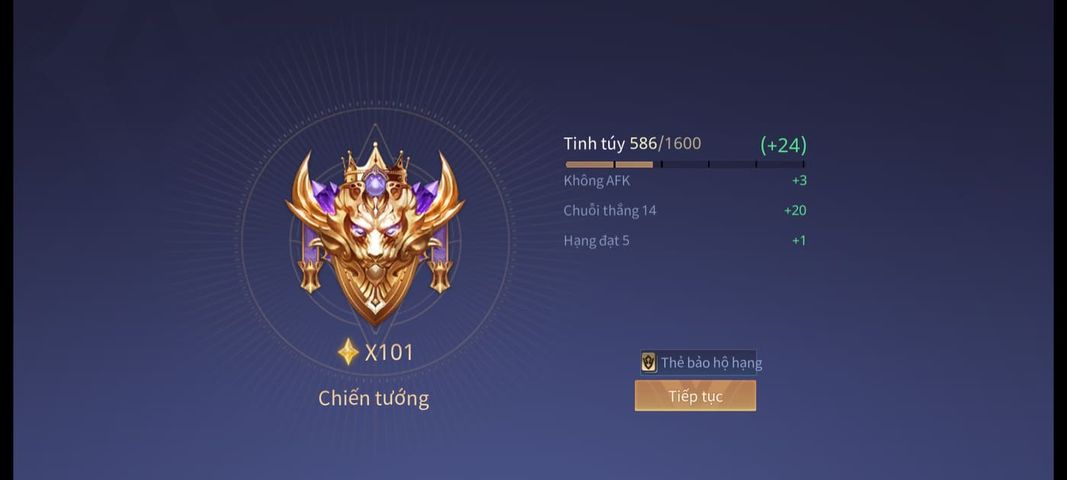 Tinh túy 586/1600 (+24)
Không AFK +3
Chuỗi thắng 14 +20
Hạng đạt 5 +1
X101
Chiến tướng
Thẻ bảo hộ hạng
Tiếp tục